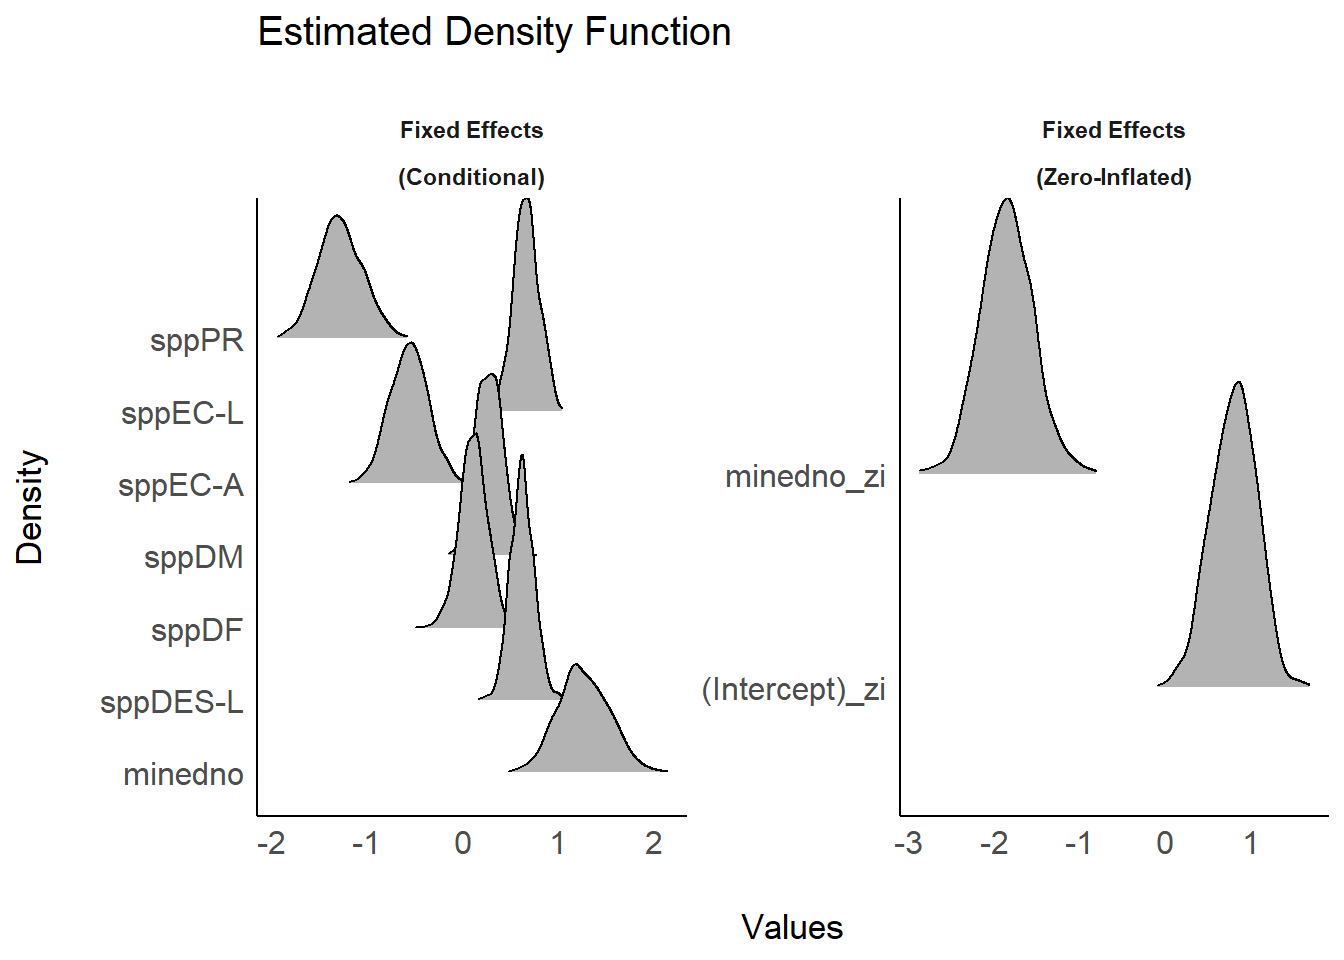 Estimated Density Function
Fixed Effects
(Conditional)
Fixed Effects
(Zero-Inflated)
Density
sppPR
sppEC-L
sppEC-A
sppDM
sppDF
sppDES-L
minedno
-2 -1 0 1 2
minedno_zi
(Intercept)_zi
-3 -2 -1 0 1
Values